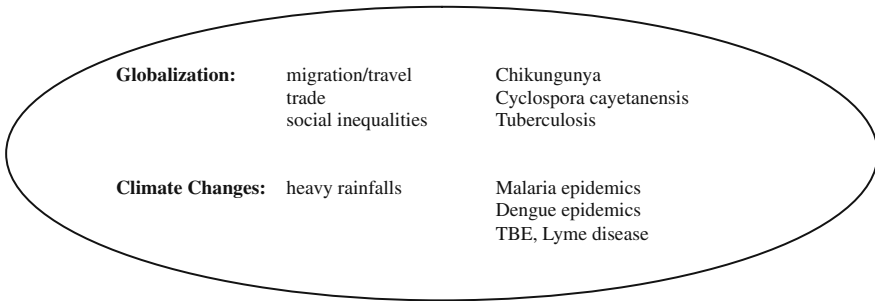 Globalization: migration/travel Chikungunya
trade Cyclospora cayetanensis
social inequalities Tuberculosis
Climate Changes: heavy rainfalls Malaria epidemics
Dengue epidemics
TBE, Lyme disease